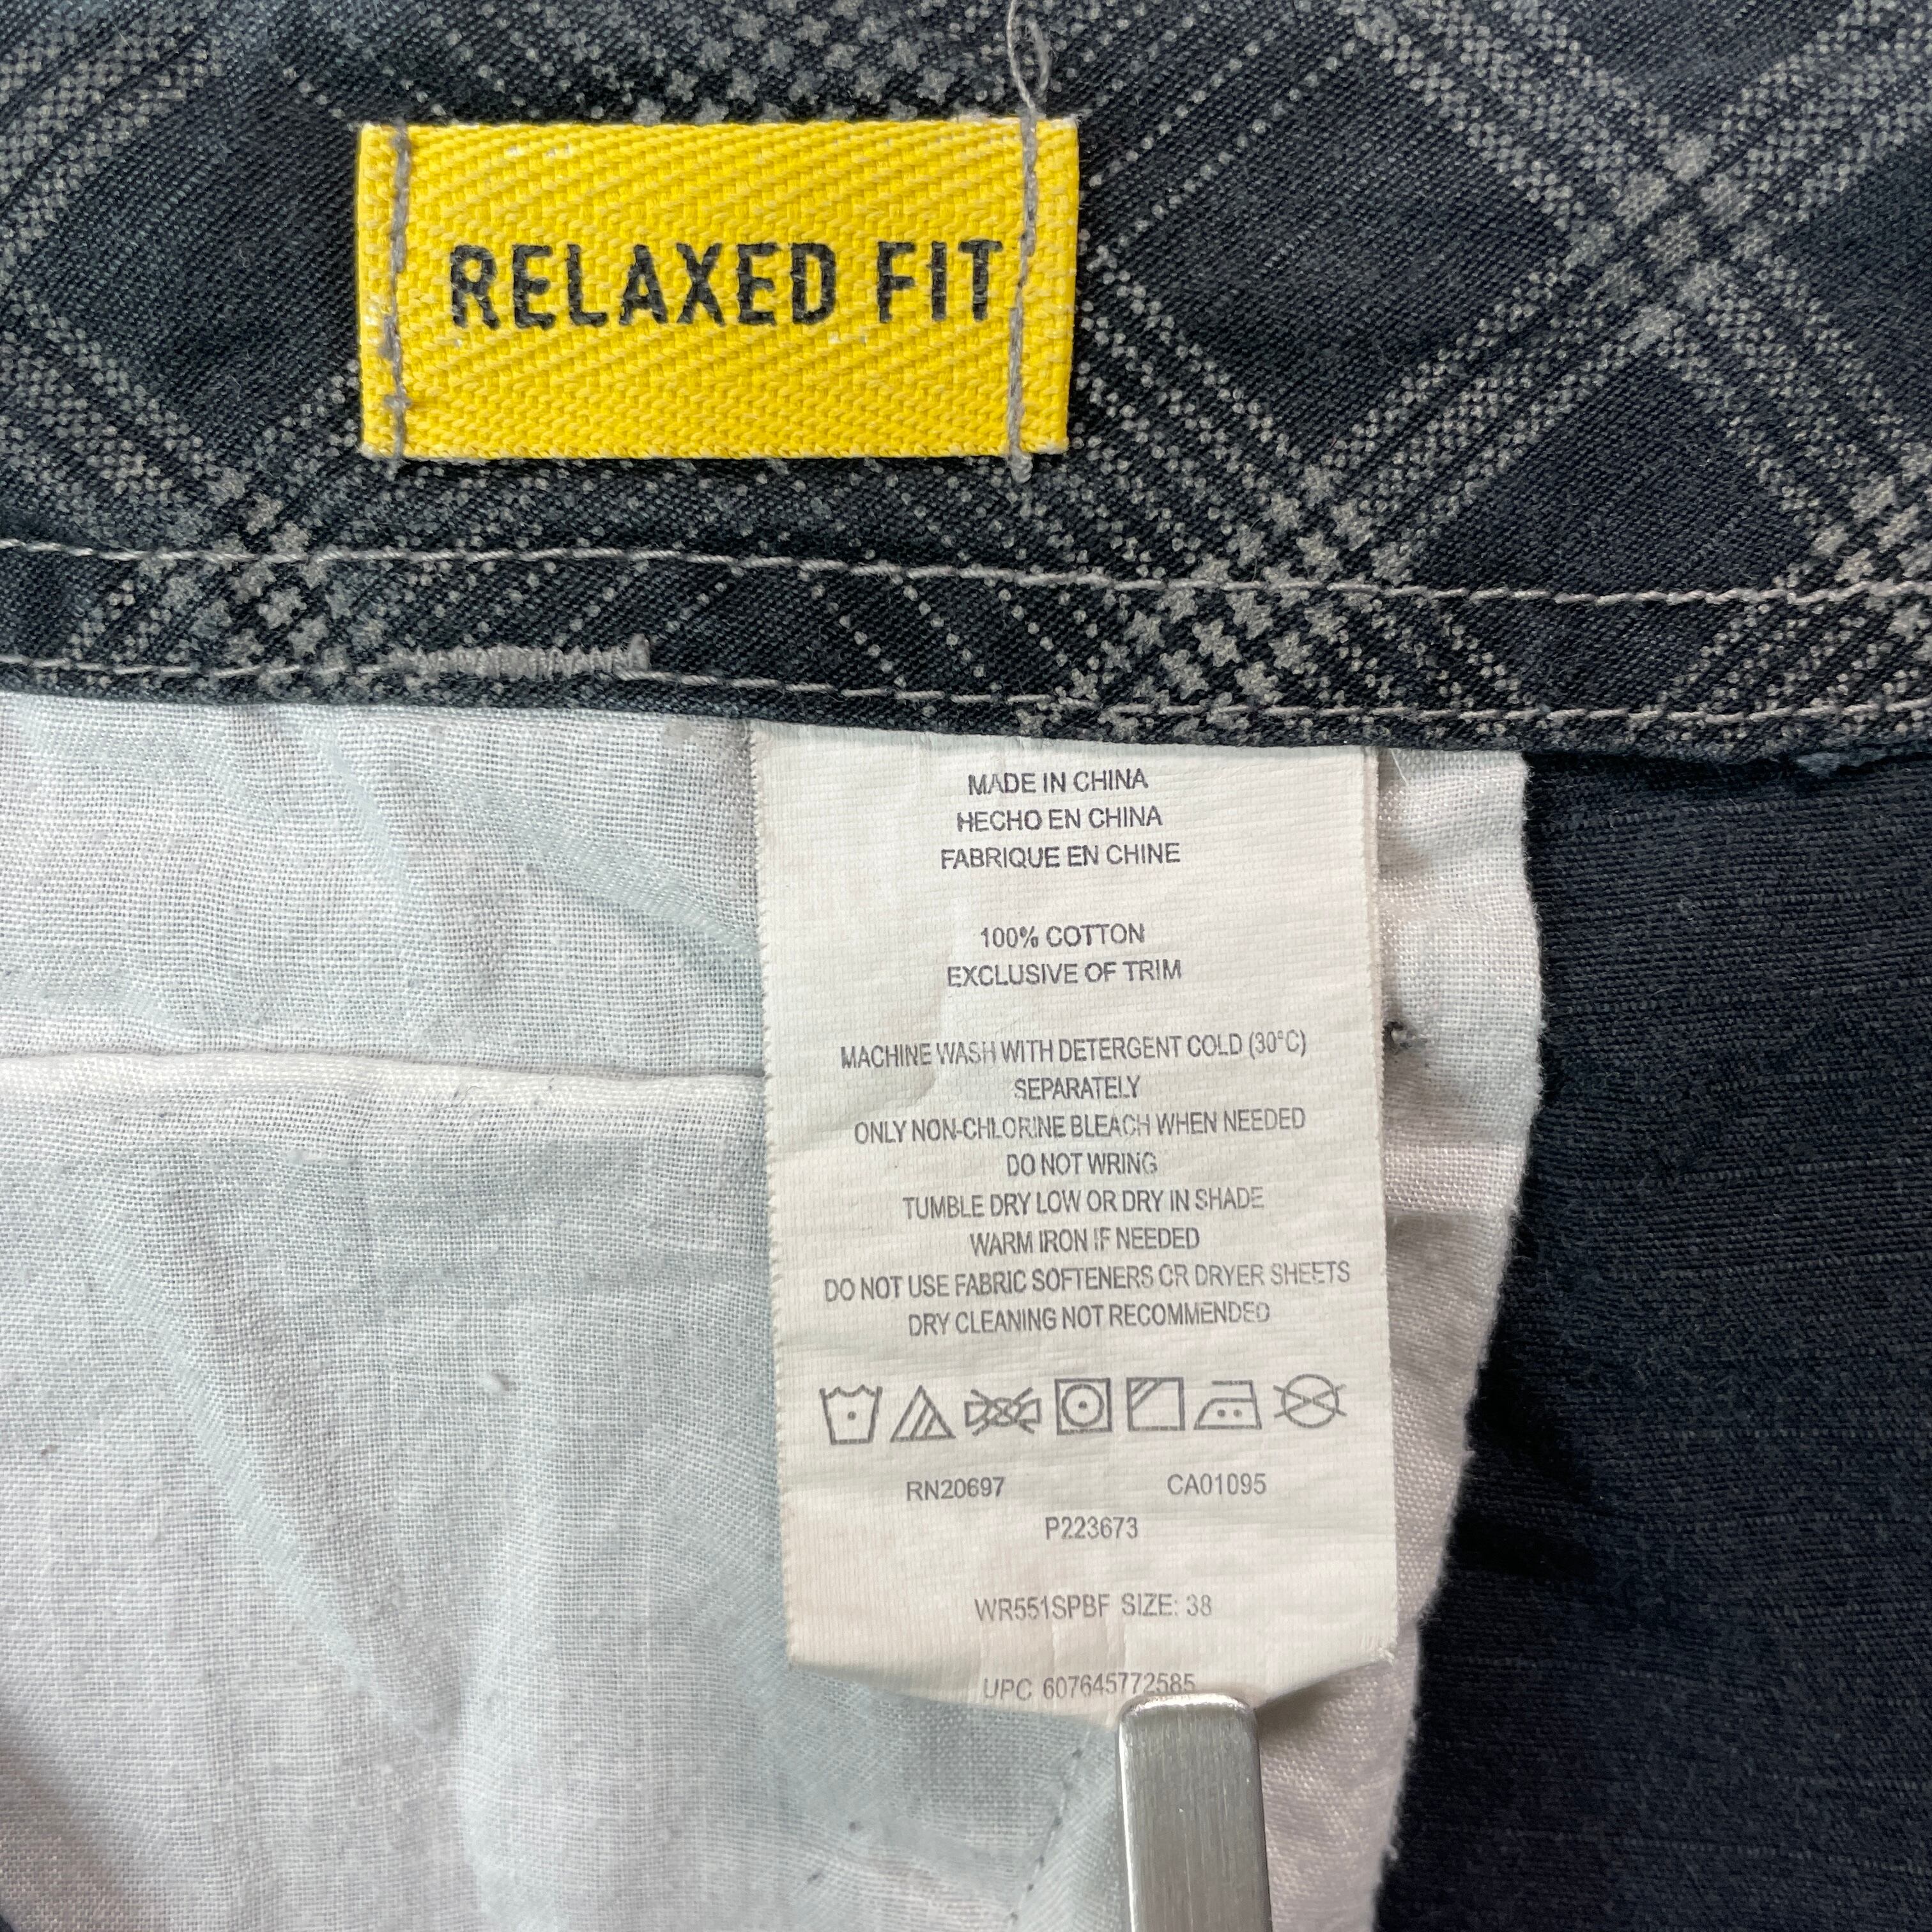 RELAXED FIT
MADE IN CHINA
HECHO EN CHINA
FABRIQUE EN CHINE
100% COTTON
EXCLUSIVE OF TRIM
MACHINE WASH WITH DETERGENT COLD (30°C)
SEPARATELY
ONLY NON-CHLORINE BLEACH WHEN NEEDED
DO NOT WRING
TUMBLE DRY LOW OR DRY IN SHADE
WARM IRON IF NEEDED
DO NOT USE FABRIC SOFTENERS OR DRYER SHEETS
DRY CLEANING NOT RECOMMENDED
RN20697 CA01095
P223673
WR551SPBF SIZE: 38
UPC 607645772585